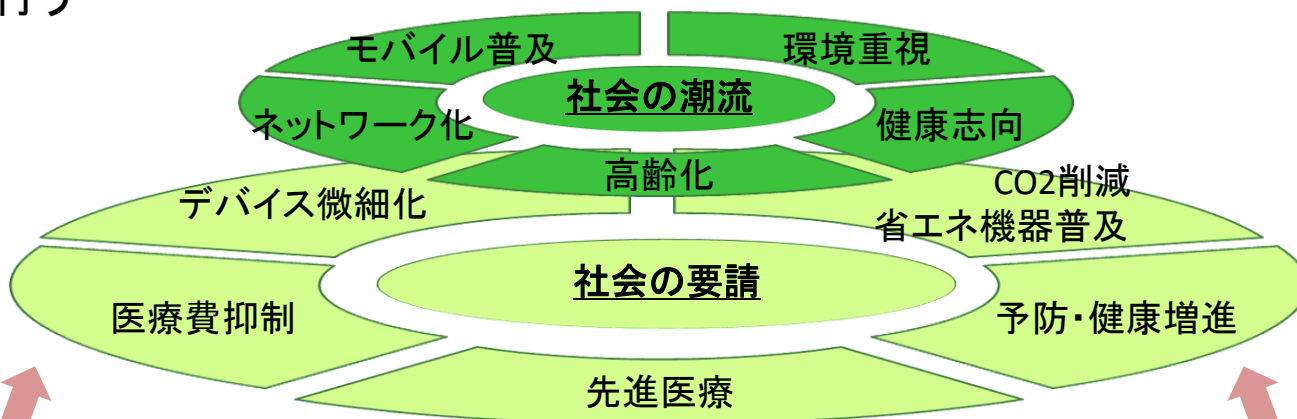 行う
モバイル普及
環境重視
社会の潮流
ネットワーク化
健康志向
高齢化
デバイス微細化
CO2削減
省エネ機器普及
社会の要請
医療費抑制
予防・健康増進
先進医療